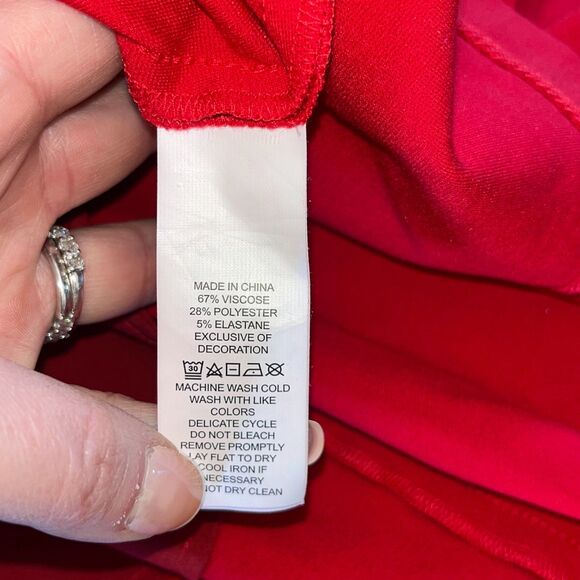 MADE IN CHINA
67% VISCOSE
28% POLYESTER
5% ELASTANE
EXCLUSIVE OF
DECORATION
30
MACHINE WASH COLD
WASH WITH LIKE
COLORS
DELICATE CYCLE
DO NOT BLEACH
REMOVE PROMPTLY
LAY FLAT TO DRY
COOL IRON IF
NECESSARY
NOT DRY CLEAN